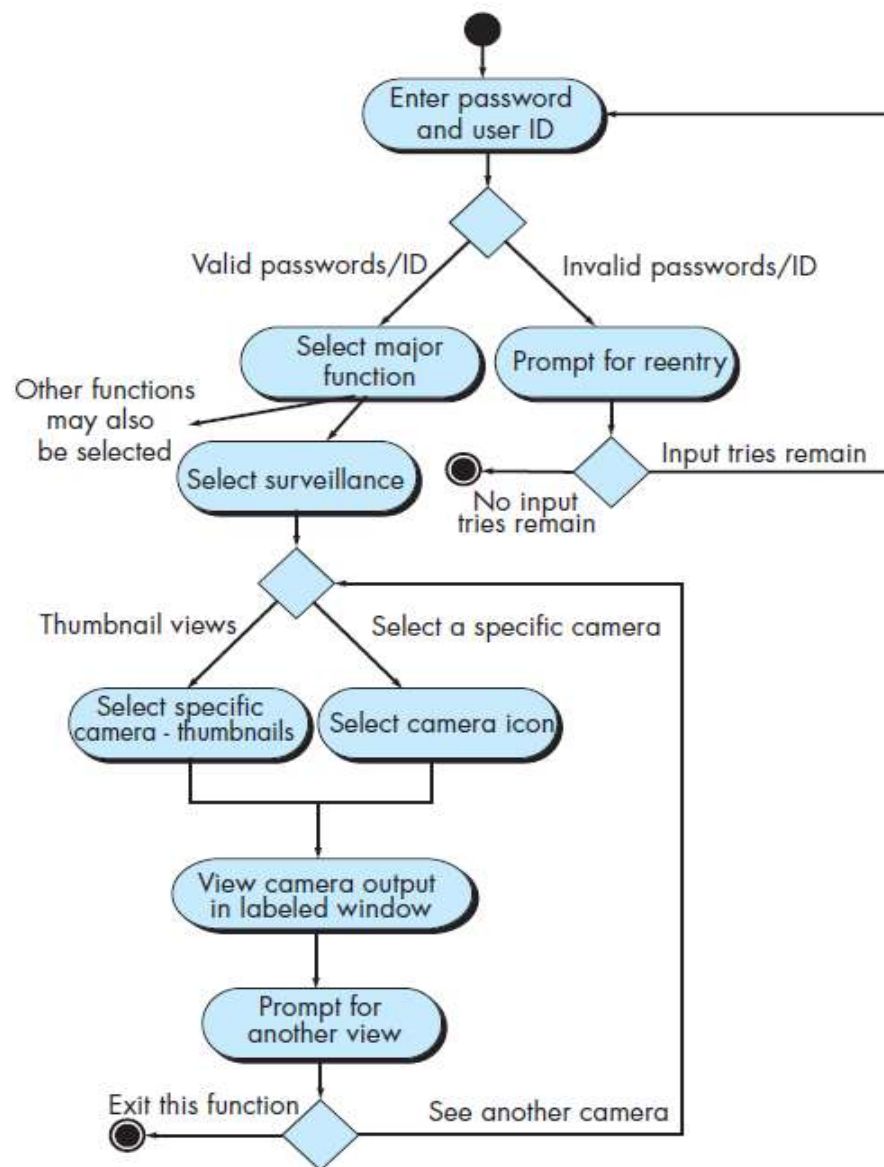 Enter password
and user ID
Valid passwords/ID
Invalid passwords/ID
Select major
function
Prompt for reentry
Other functions
may also
be selected
Input tries remain
Select surveillance
No input
tries remain
Thumbnail views
Select a specific camera
Select specific
camera - thumbnails
Select camera icon
View camera output
in labeled window
Prompt for
another view
Exit this function
See another camera